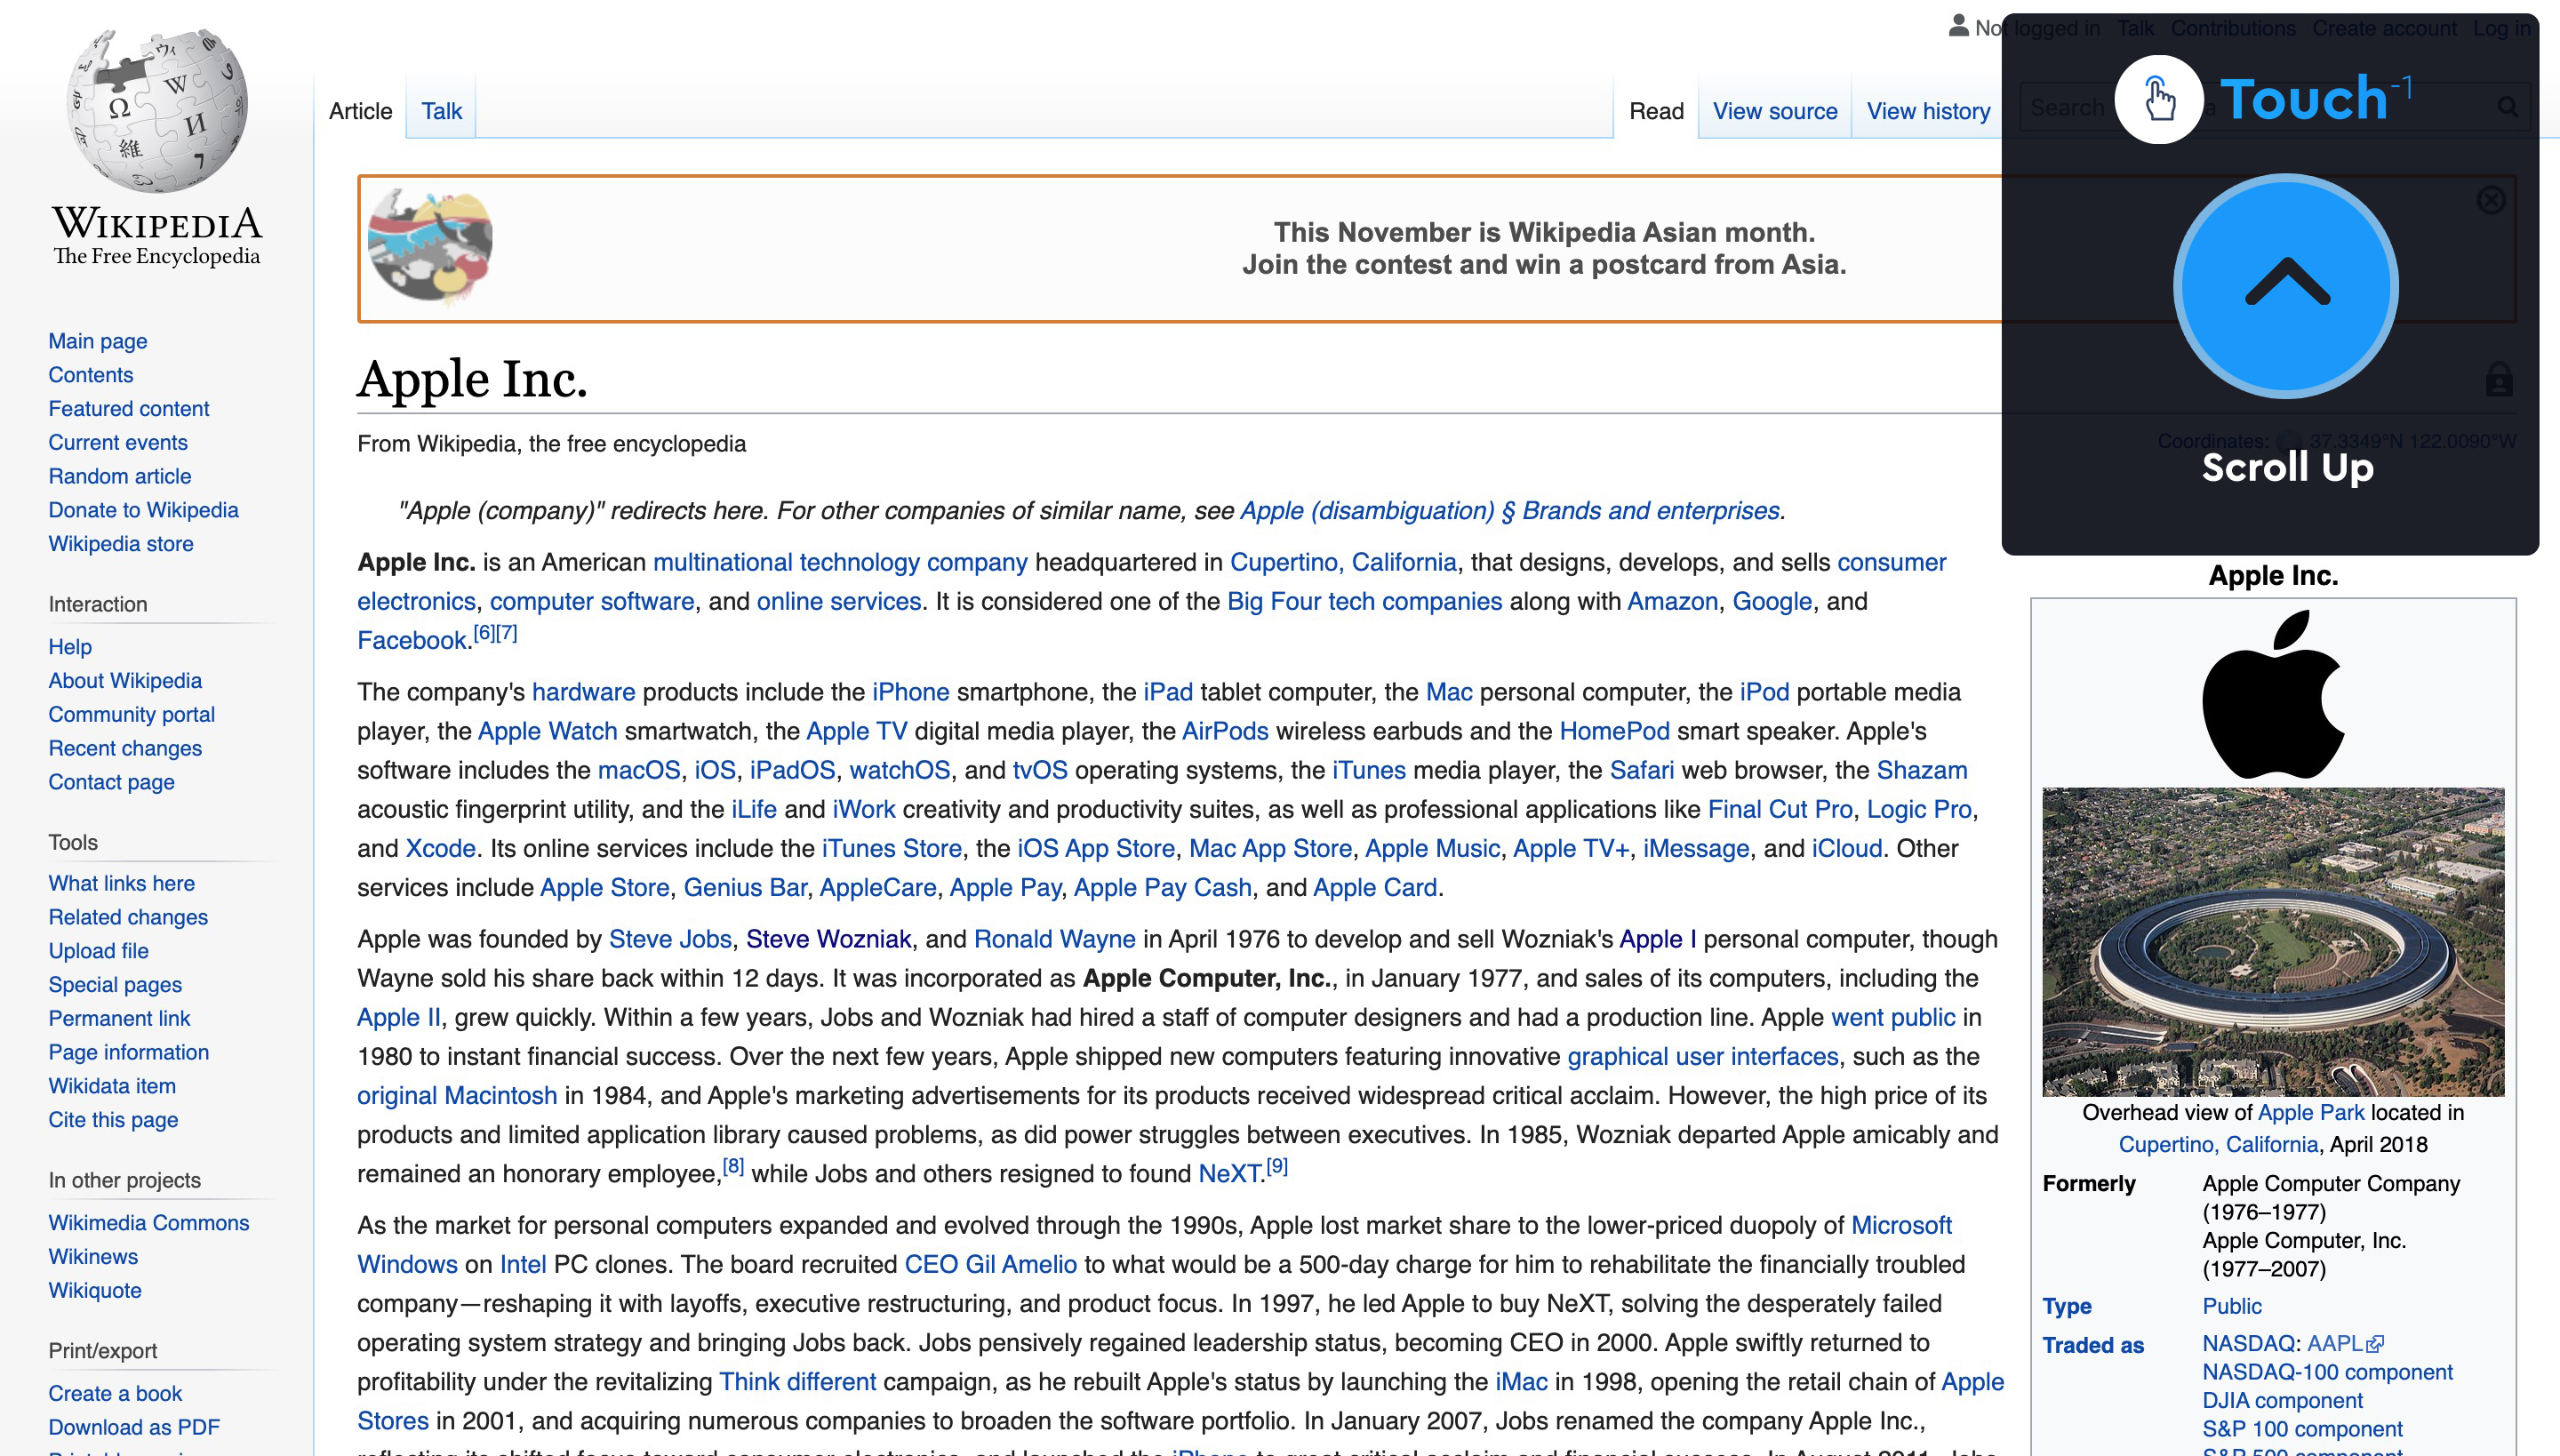 WIKIPEDIA
The Free Encyclopedia
Main page
Contents
Featured content
Current events
Random article
Donate to Wikipedia
Wikipedia store
Interaction
Help
About Wikipedia
Community portal
Recent changes
Contact page
Tools
What links here
Related changes
Upload file
Special pages
Permanent link
Page information
Wikidata item
Cite this page
In other projects
Wikimedia Commons
Wikinews
Wikiquote
Print/export
Create a book
Download as PDF
Not logged in Talk Contributions Create account Log in
Article Talk
Read View source View history
Search
Touch-1
Scroll Up
This November is Wikipedia Asian month.
Join the contest and win a postcard from Asia.
Apple Inc.
Coordinates: 37.3349°N 122.0090°W
From Wikipedia, the free encyclopedia
"Apple (company)" redirects here. For other companies of similar name, see Apple (disambiguation) § Brands and enterprises.
Apple Inc. is an American multinational technology company headquartered in Cupertino, California, that designs, develops, and sells consumer
electronics, computer software, and online services. It is considered one of the Big Four tech companies along with Amazon, Google, and
Facebook.[6][7]
The company's hardware products include the iPhone smartphone, the iPad tablet computer, the Mac personal computer, the iPod portable media
player, the Apple Watch smartwatch, the Apple TV digital media player, the AirPods wireless earbuds and the HomePod smart speaker. Apple's
software includes the macOS, iOS, iPadOS, watchOS, and tvOS operating systems, the iTunes media player, the Safari web browser, the Shazam
acoustic fingerprint utility, and the iLife and iWork creativity and productivity suites, as well as professional applications like Final Cut Pro, Logic Pro,
and Xcode. Its online services include the iTunes Store, the iOS App Store, Mac App Store, Apple Music, Apple TV+, iMessage, and iCloud. Other
services include Apple Store, Genius Bar, AppleCare, Apple Pay, Apple Pay Cash, and Apple Card.
Apple was founded by Steve Jobs, Steve Wozniak, and Ronald Wayne in April 1976 to develop and sell Wozniak's Apple I personal computer, though
Wayne sold his share back within 12 days. It was incorporated as Apple Computer, Inc., in January 1977, and sales of its computers, including the
Apple II, grew quickly. Within a few years, Jobs and Wozniak had hired a staff of computer designers and had a production line. Apple went public in
1980 to instant financial success. Over the next few years, Apple shipped new computers featuring innovative graphical user interfaces, such as the
original Macintosh in 1984, and Apple's marketing advertisements for its products received widespread critical acclaim. However, the high price of its
products and limited application library caused problems, as did power struggles between executives. In 1985, Wozniak departed Apple amicably and
remained an honorary employee,[8] while Jobs and others resigned to found NeXT.[9]
As the market for personal computers expanded and evolved through the 1990s, Apple lost market share to the lower-priced duopoly of Microsoft
Windows on Intel PC clones. The board recruited CEO Gil Amelio to what would be a 500-day charge for him to rehabilitate the financially troubled
company—reshaping it with layoffs, executive restructuring, and product focus. In 1997, he led Apple to buy NeXT, solving the desperately failed
operating system strategy and bringing Jobs back. Jobs pensively regained leadership status, becoming CEO in 2000. Apple swiftly returned to
profitability under the revitalizing Think different campaign, as he rebuilt Apple's status by launching the iMac in 1998, opening the retail chain of Apple
Stores in 2001, and acquiring numerous companies to broaden the software portfolio. In January 2007, Jobs renamed the company Apple Inc.,
Apple Inc.
Overhead view of Apple Park located in
Cupertino, California, April 2018
Formerly Apple Computer Company
(1976–1977)
Apple Computer, Inc.
(1977–2007)
Type Public
Traded as NASDAQ: AAPL
NASDAQ-100 component
DJIA component
S&P 100 component